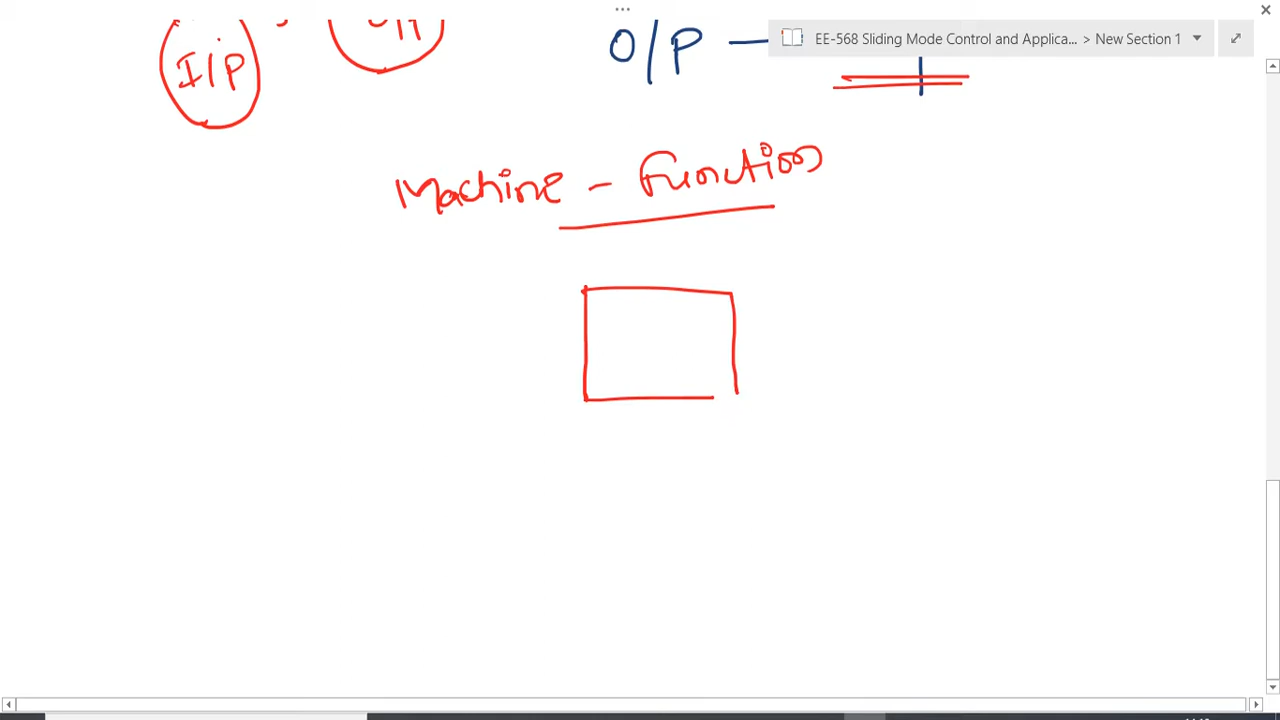 EE-568 Sliding Mode Control and Applica... > New Section 1
I/P O/P —
Machine - Function